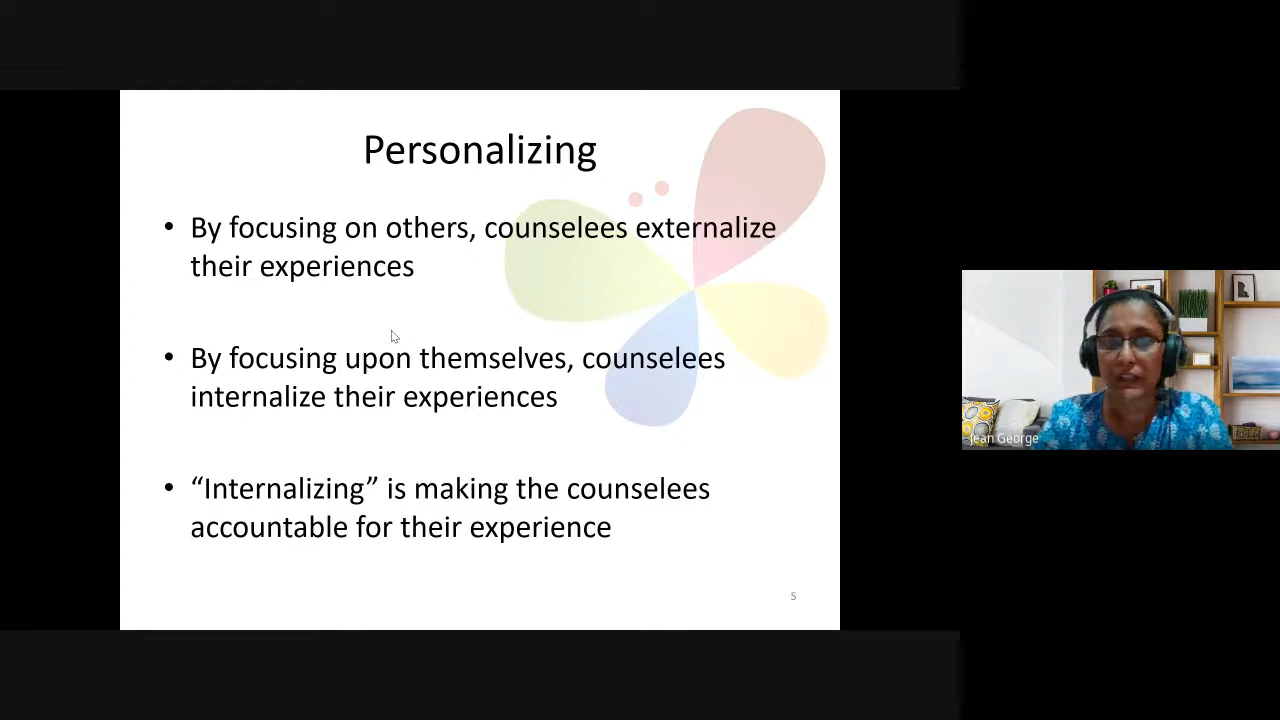 Personalizing
• By focusing on others, counselees externalize
their experiences
• By focusing upon themselves, counselees
internalize their experiences
• “Internalizing” is making the counselees
accountable for their experience
5
Jean George